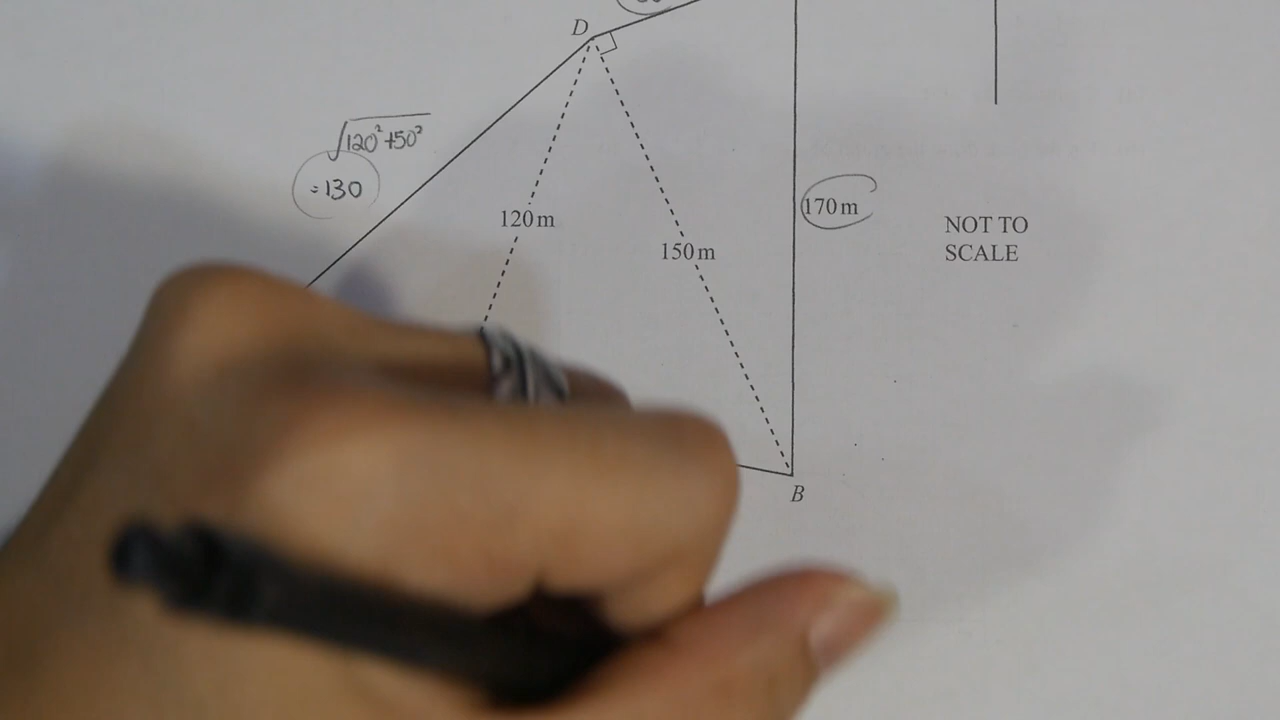 D
√120²+50²
=130
120 m
150 m
170 m
NOT TO
SCALE
B